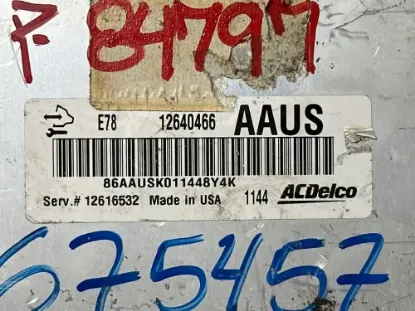 P-84797
E78 12640466 AAUS
86AAUSK011448Y4K
Serv.# 12616532 Made in USA 1144 ACDelco
675457